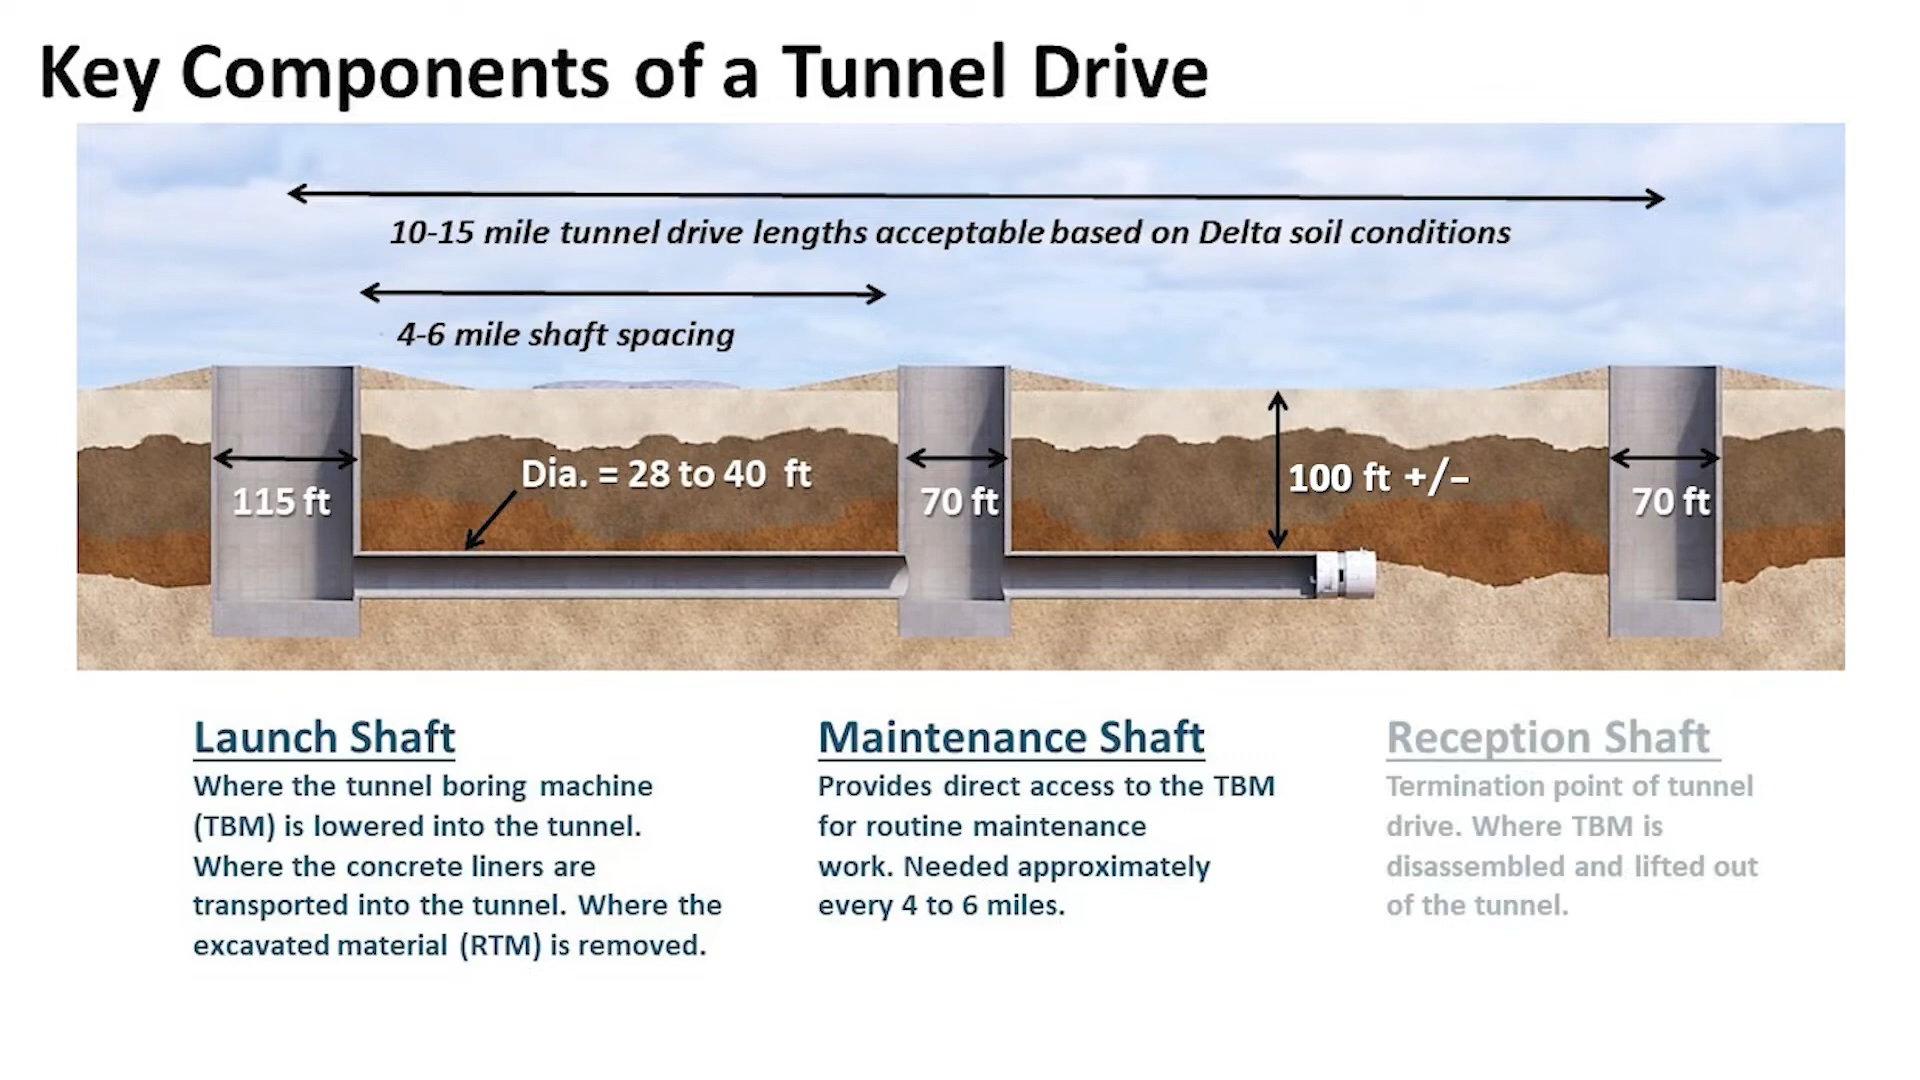 Key Components of a Tunnel Drive
10-15 mile tunnel drive lengths acceptable based on Delta soil conditions
4-6 mile shaft spacing
Dia. = 28 to 40 ft
100 ft +/–
115 ft
70 ft
70 ft
Launch Shaft
Where the tunnel boring machine
(TBM) is lowered into the tunnel.
Where the concrete liners are
transported into the tunnel. Where the
excavated material (RTM) is removed.
Maintenance Shaft
Provides direct access to the TBM
for routine maintenance
work. Needed approximately
every 4 to 6 miles.
Reception Shaft
Termination point of tunnel
drive. Where TBM is
disassembled and lifted out
of the tunnel.